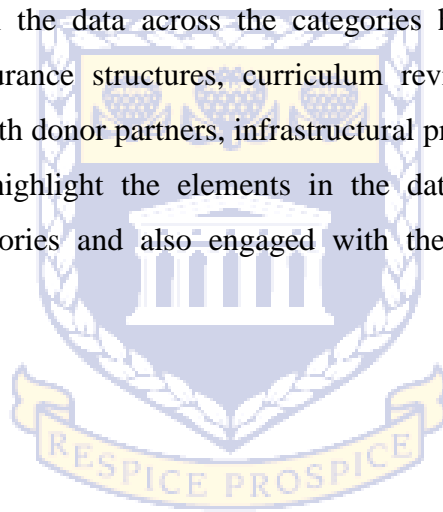 the data across the categories
urance structures, curriculum rev
th donor partners, infrastructural pr
highlight the elements in the dat
ories and also engaged with the
RESPICE PROSPICE